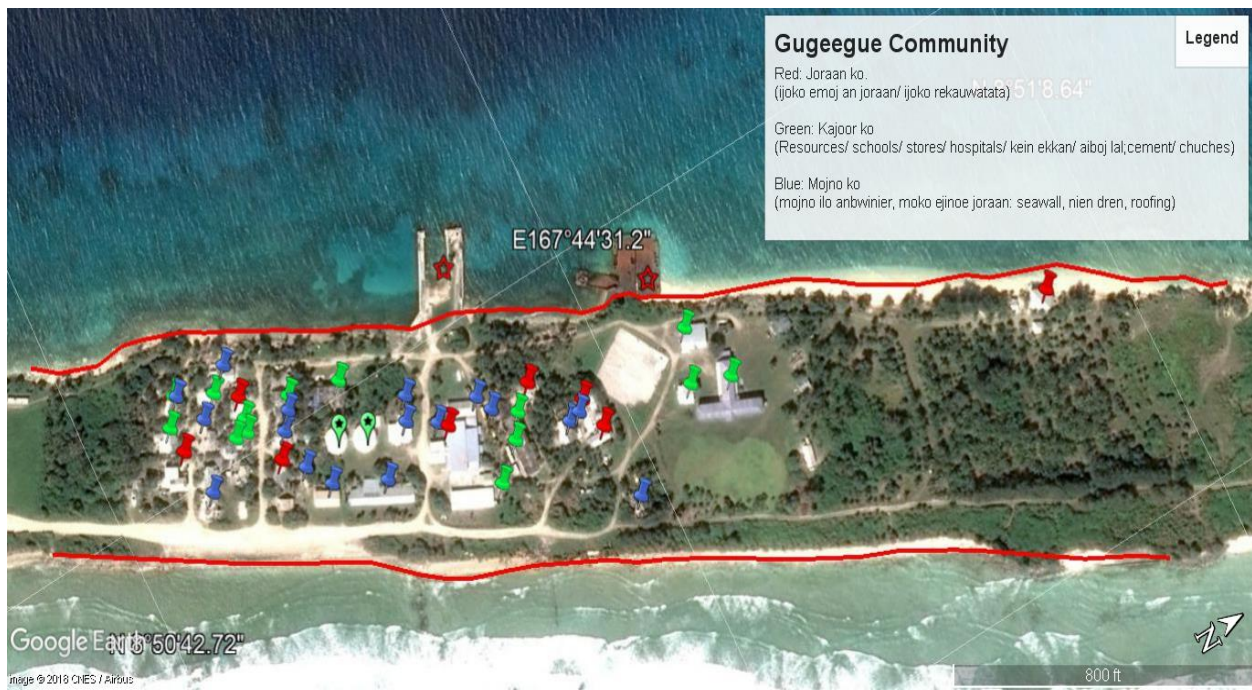 Gugeegue Community
Legend
Red: Joraan ko.
(ijoko emoj an joraan/ ijoko rekauwatata)
Green: Kajoor ko
(Resources/ schools/ stores/ hospitals/ kein ekkan/ aiboj lal;cement/ chuches)
Blue: Mojno ko
(mojno ilo anbwinier, moko ejinoe joraan: seawall, nien dren, roofing)
51'8.64"
E167°44'31.2"
Google Earth
N 8°50'42.72"
Image © 2018 CNES / Airbus
N
800 ft